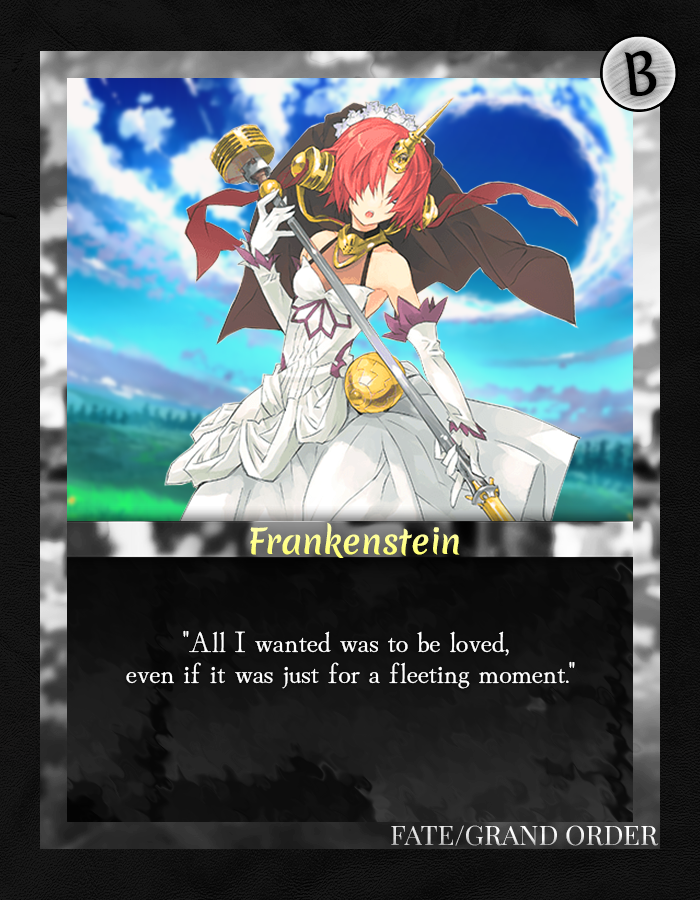 B
Frankenstein
"All I wanted was to be loved,
even if it was just for a fleeting moment."
FATE/GRAND ORDER